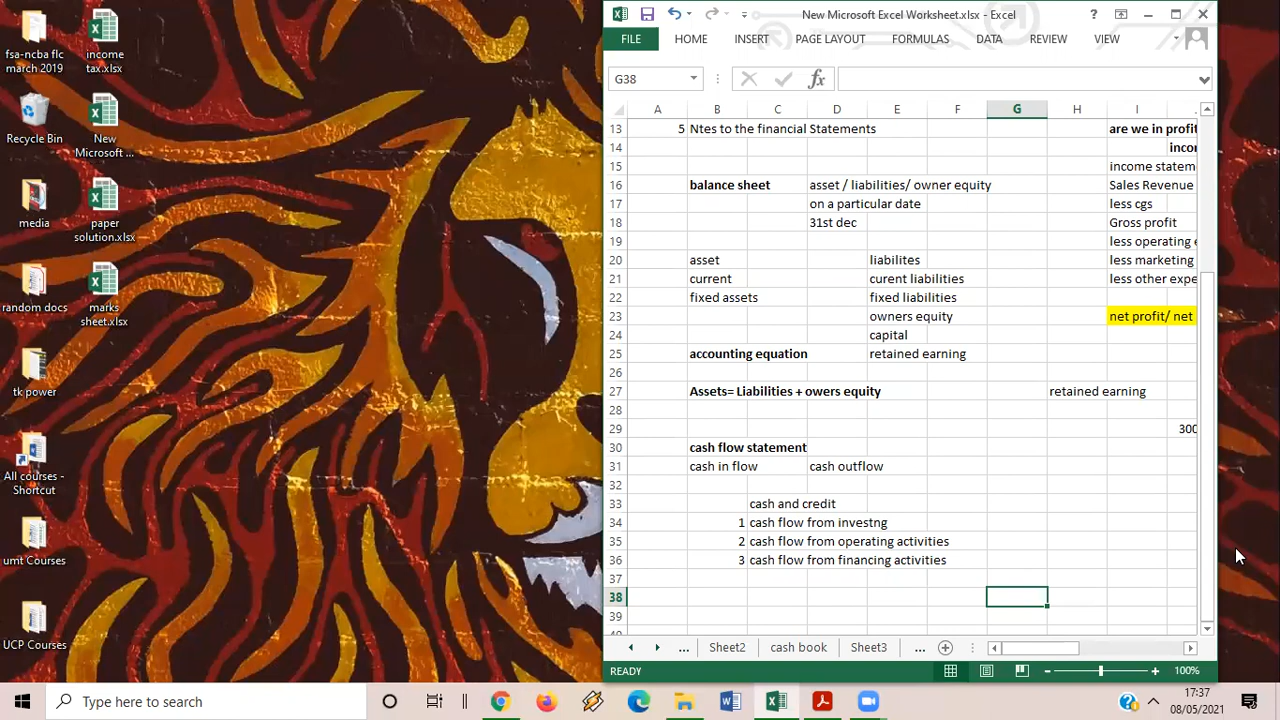 New Microsoft Excel Worksheet.xlsx - Excel
FILE HOME INSERT PAGE LAYOUT FORMULAS DATA REVIEW VIEW
G38
fx
A B C D E F G H I
13 5 Ntes to the financial Statements are we in profit
14 incor
15 income statem
16 balance sheet asset / liabilities/ owner equity Sales Revenue
17 on a particular date less cgs
18 31st dec Gross profit
19 less operating e
20 asset liabilites less marketing
21 current curent liabilities less other expe
22 fixed assets fixed liabilities
23 owners equity net profit/ net
24 capital
25 accounting equation retained earning
26
27 Assets= Liabilities + owers equity retained earning
28
29 300
30 cash flow statement
31 cash in flow cash outflow
32
33 cash and credit
34 1 cash flow from investng
35 2 cash flow from operating activities
36 3 cash flow from financing activities
37
38
39
... Sheet2 cash book Sheet3 ...
READY 100%
fsa-ncba flc
march 2019
income
tax.xlsx
Recycle Bin
New
Microsoft ...
media
paper
solution.xlsx
random docs
marks
sheet.xlsx
tk power
All courses -
Shortcut
umt Courses
UCP Courses
Type here to search
17:17
08/05/2021